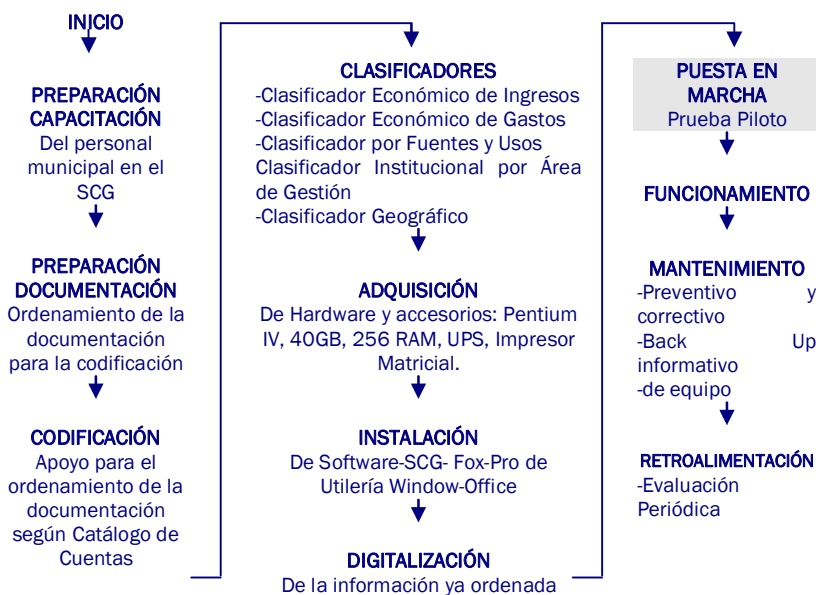 INICIO
PREPARACIÓN
CAPACITACIÓN
Del personal
municipal en el
SCG
PREPARACIÓN
DOCUMENTACIÓN
Ordenamiento de la
documentación
para la codificación
CODIFICACIÓN
Apoyo para el
ordenamiento de la
documentación
según Catálogo de
Cuentas
CLASIFICADORES
-Clasificador Económico de Ingresos
-Clasificador Económico de Gastos
-Clasificador por Fuentes y Usos
Clasificador Institucional por Área
de Gestión
-Clasificador Geográfico
ADQUISICIÓN
De Hardware y accesorios: Pentium
IV, 40GB, 256 RAM, UPS, Impresor
Matricial.
INSTALACIÓN
De Software-SCG- Fox-Pro de
Utilería Window-Office
DIGITALIZACIÓN
De la información ya ordenada
PUESTA EN
MARCHA
Prueba Piloto
FUNCIONAMIENTO
MANTENIMIENTO
-Preventivo y
correctivo
-Back Up
informativo
-de equipo
RETROALIMENTACIÓN
-Evaluación
Periódica